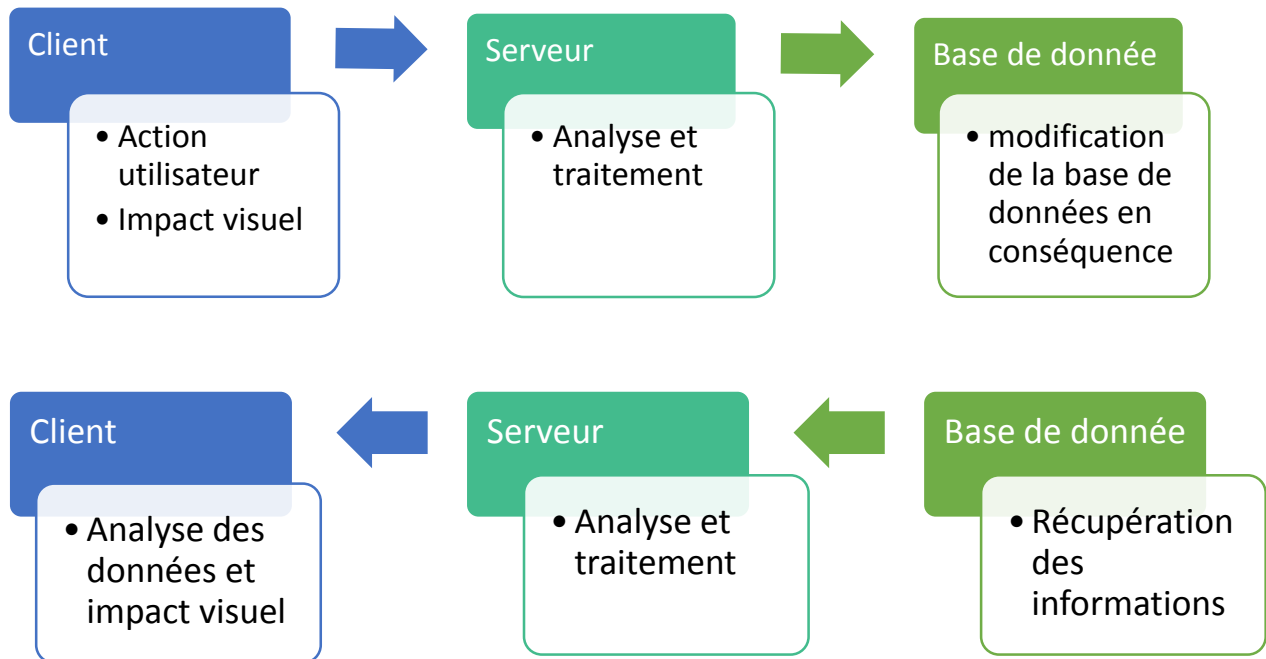 Client
• Action
utilisateur
• Impact visuel
Serveur
• Analyse et
traitement
Base de donnée
• modification
de la base de
données en
conséquence
Client
• Analyse des
données et
impact visuel
Serveur
• Analyse et
traitement
Base de donnée
• Récupération
des
informations